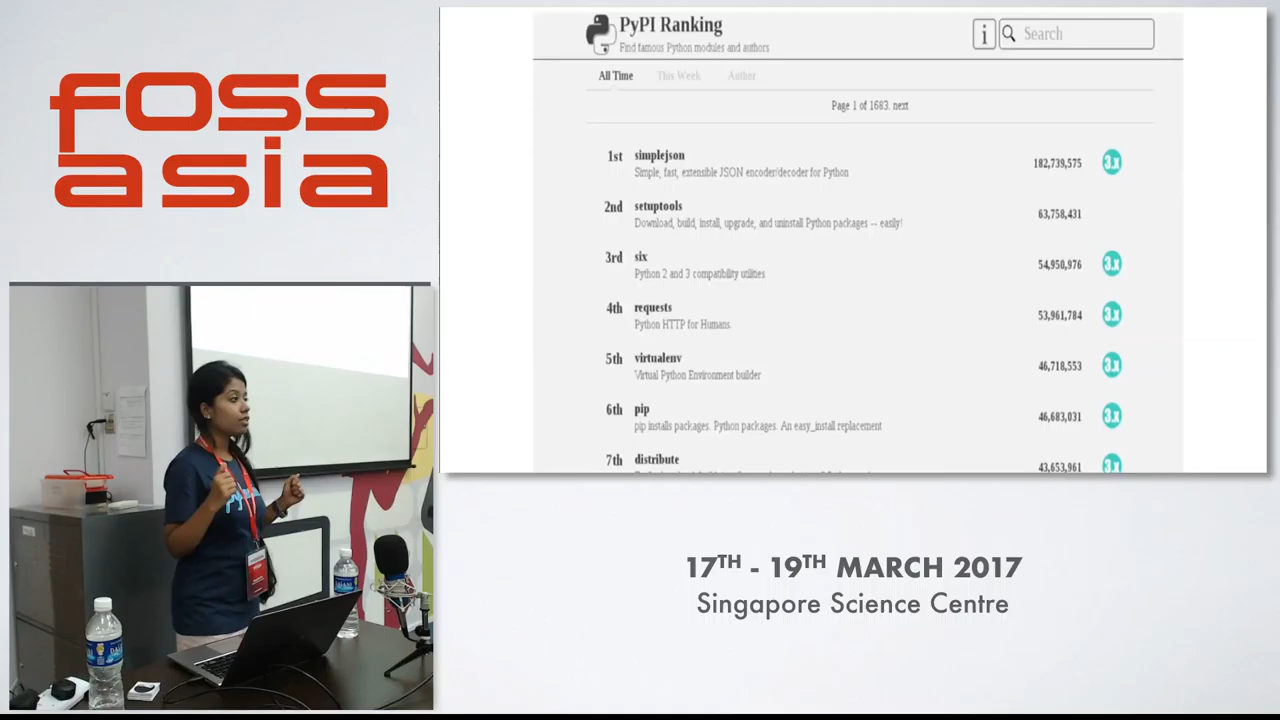 foss
asia
PyPI Ranking
Find famous Python modules and authors
i
Search
All Time
This Week
Author
Page 1 of 1683. next
1st
simplejson
Simple, fast, extensible JSON encoder/decoder for Python
182,739,575
3.x
2nd
setuptools
Download, build, install, upgrade, and uninstall Python packages -- easily!
63,758,431
3rd
six
Python 2 and 3 compatibility utilities
54,950,976
3.x
4th
requests
Python HTTP for Humans.
53,961,784
3.x
5th
virtualenv
Virtual Python Environment builder
46,718,553
3.x
6th
pip
pip installs packages. Python packages. An easy_install replacement
46,683,031
3.x
7th
distribute
43,653,961
3.x
17TH - 19TH MARCH 2017
Singapore Science Centre